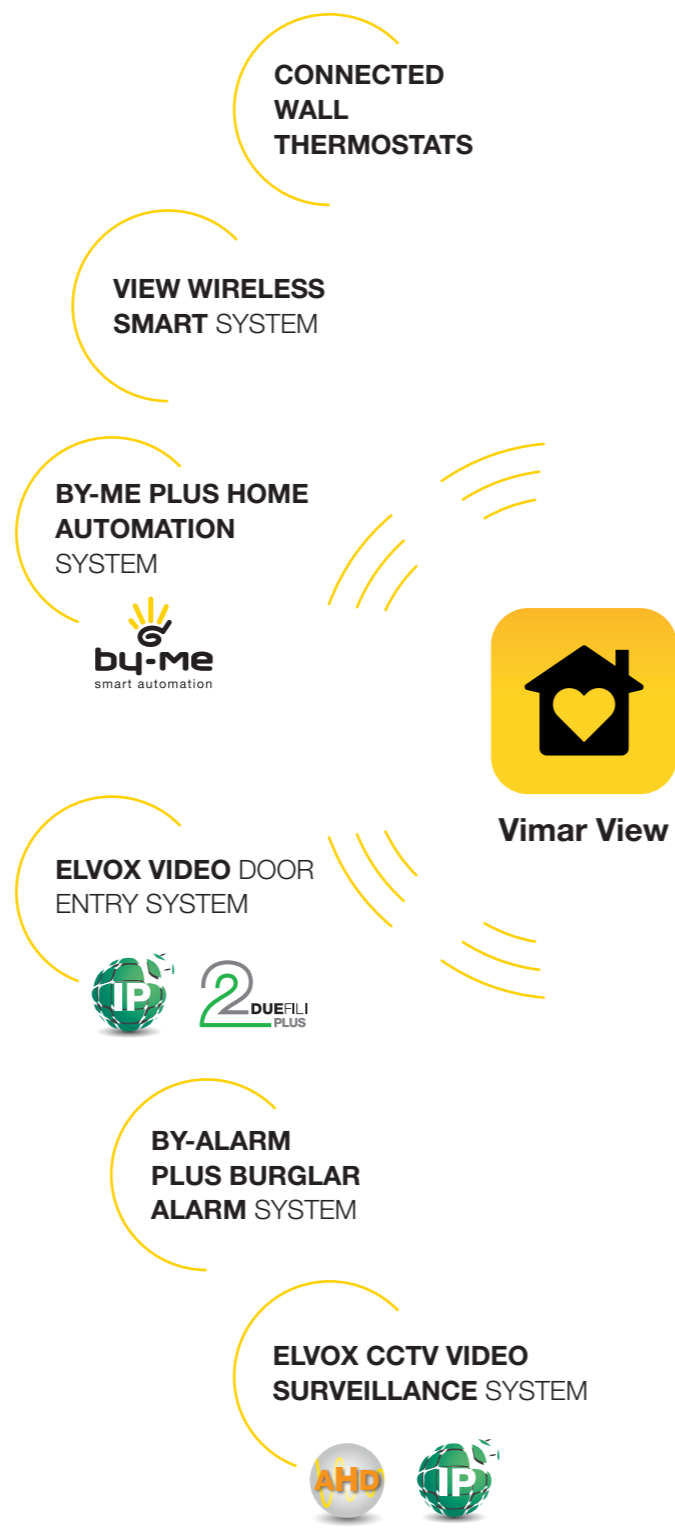 CONNECTED
WALL
THERMOSTATS
VIEW WIRELESS
SMART SYSTEM
BY-ME PLUS HOME
AUTOMATION
SYSTEM
by-me
smart automation
Vimar View
ELVOX VIDEO DOOR
ENTRY SYSTEM
IP
2 DUEFILI
PLUS
BY-ALARM
PLUS BURGLAR
ALARM SYSTEM
ELVOX CCTV VIDEO
SURVEILLANCE SYSTEM
AHD
IP